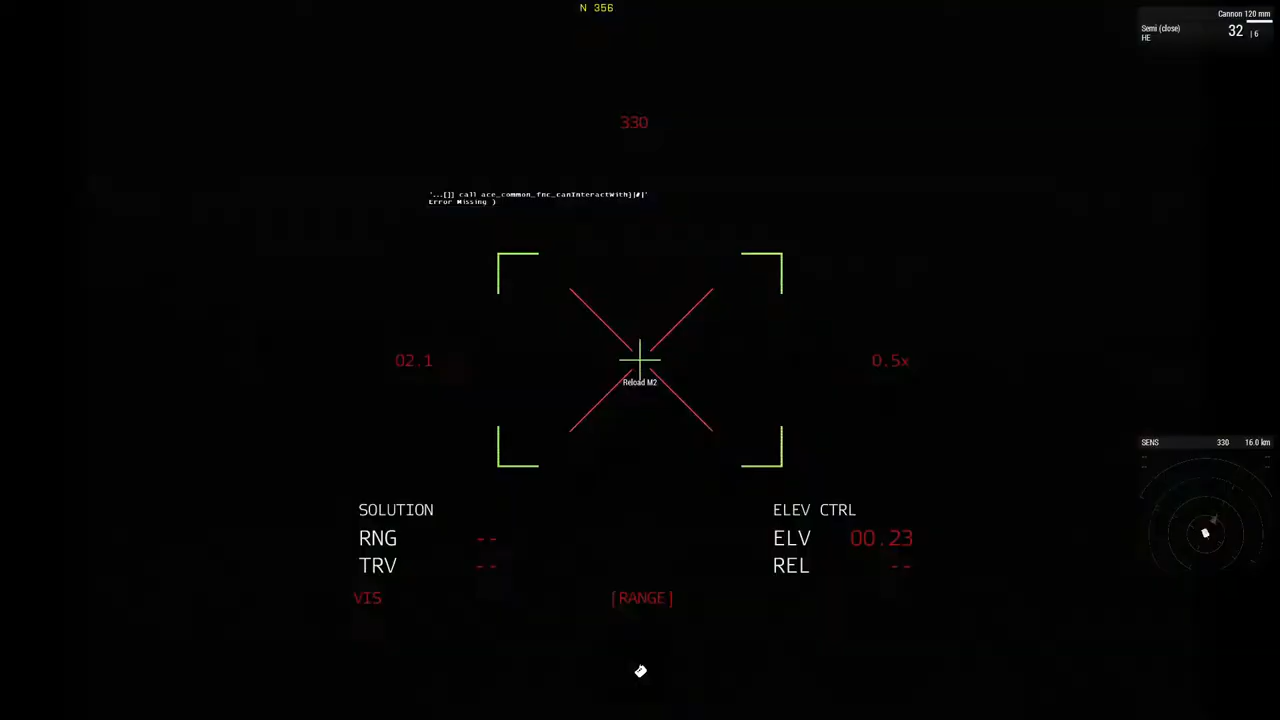 N 356
Cannon 120 mm
Semi (close) 32 | 6
HE
330
'...[]] call ace_common_fnc_canInteractWith}|#|'
Error Missing )
02.1
0.5x
Reload M2
SENS 330 16.0 km
SOLUTION
RNG --
TRV --
VIS
ELEV CTRL
ELV 00.23
REL --
[RANGE]